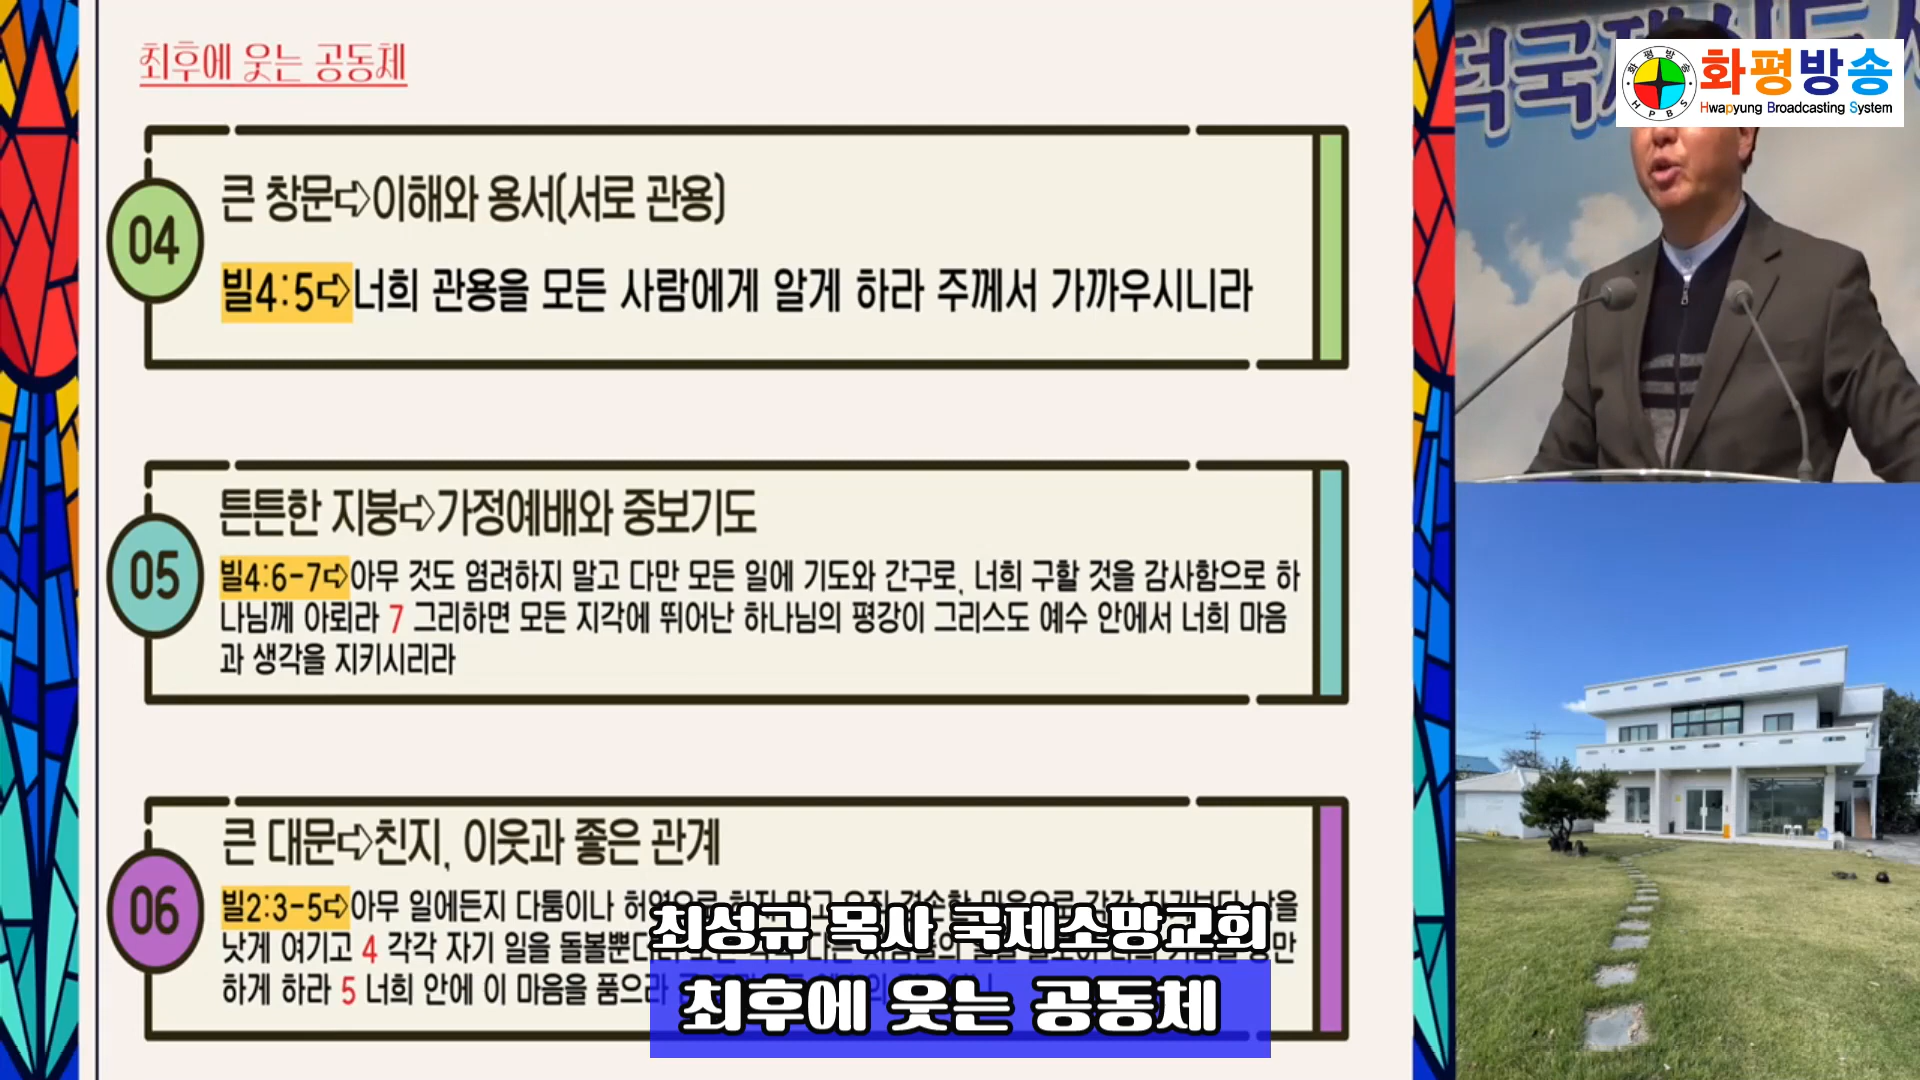 최후에 웃는 공동체
04
큰 창문⇨이해와 용서(서로 관용)
빌4:5⇨너희 관용을 모든 사람에게 알게 하라 주께서 가까우시니라
05
튼튼한 지붕⇨가정예배와 중보기도
빌4:6-7⇨아무 것도 염려하지 말고 다만 모든 일에 기도와 간구로, 너희 구할 것을 감사함으로 하
나님께 아뢰라 7 그리하면 모든 지각에 뛰어난 하나님의 평강이 그리스도 예수 안에서 너희 마음
과 생각을 지키시리라
06
큰 대문⇨친지, 이웃과 좋은 관계
빌2:3-5⇨아무 일에든지 다툼이나
낫게 여기고 4 각각 자기 일을 돌볼뿐
하게 하라 5 너희 안에 이 마음을 품으라
최성규 목사 국제소망교회
최후에 웃는 공동체
화평방송
HPBS
화평방송
Hwapyung Broadcasting System